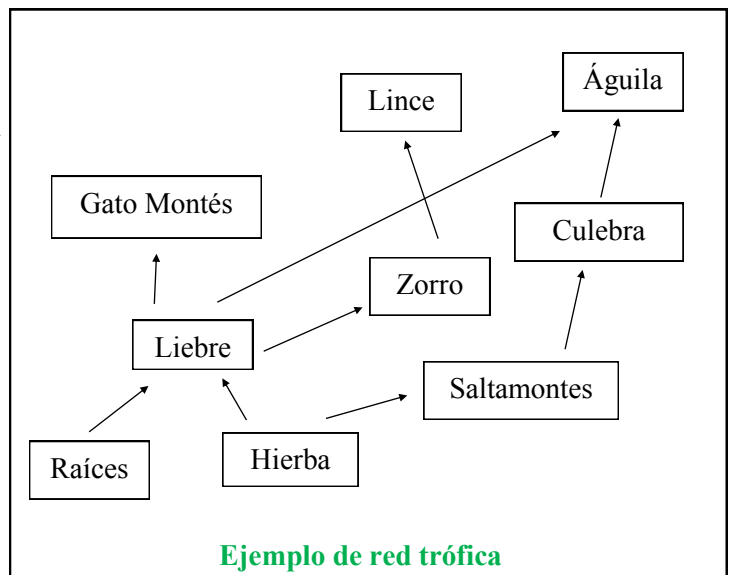 Águila
Lince
Gato Montés
Culebra
Zorro
Liebre
Saltamontes
Raíces
Hierba
Ejemplo de red trófica